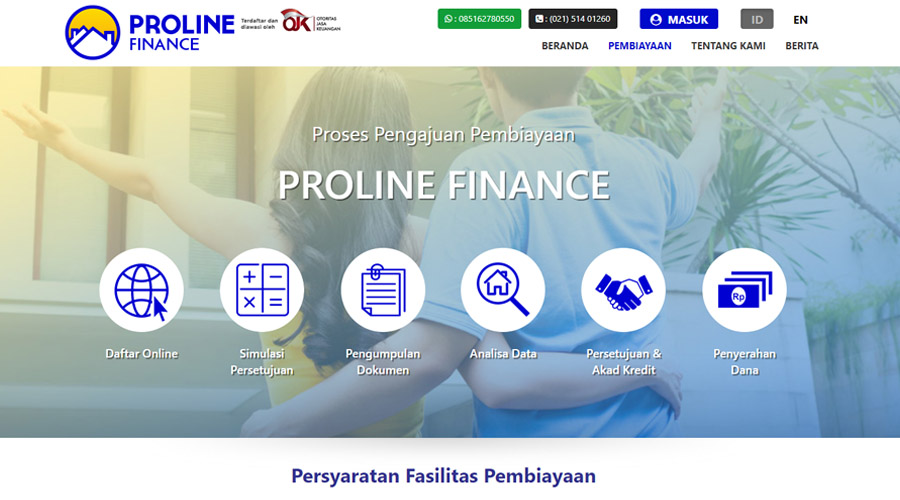 PROLINE
FINANCE
Terdaftar dan
diawasi oleh
OJK
OTORITAS
JASA
KEUANGAN
: 085162780550
: (021) 514 01260
MASUK
ID
EN
BERANDA
PEMBIAYAAN
TENTANG KAMI
BERITA
Proses Pengajuan Pembiayaan
PROLINE FINANCE
Rp
Daftar Online
Simulasi
Persetujuan
Pengumpulan
Dokumen
Analisa Data
Persetujuan &
Akad Kredit
Penyerahan
Dana
Persyaratan Fasilitas Pembiayaan